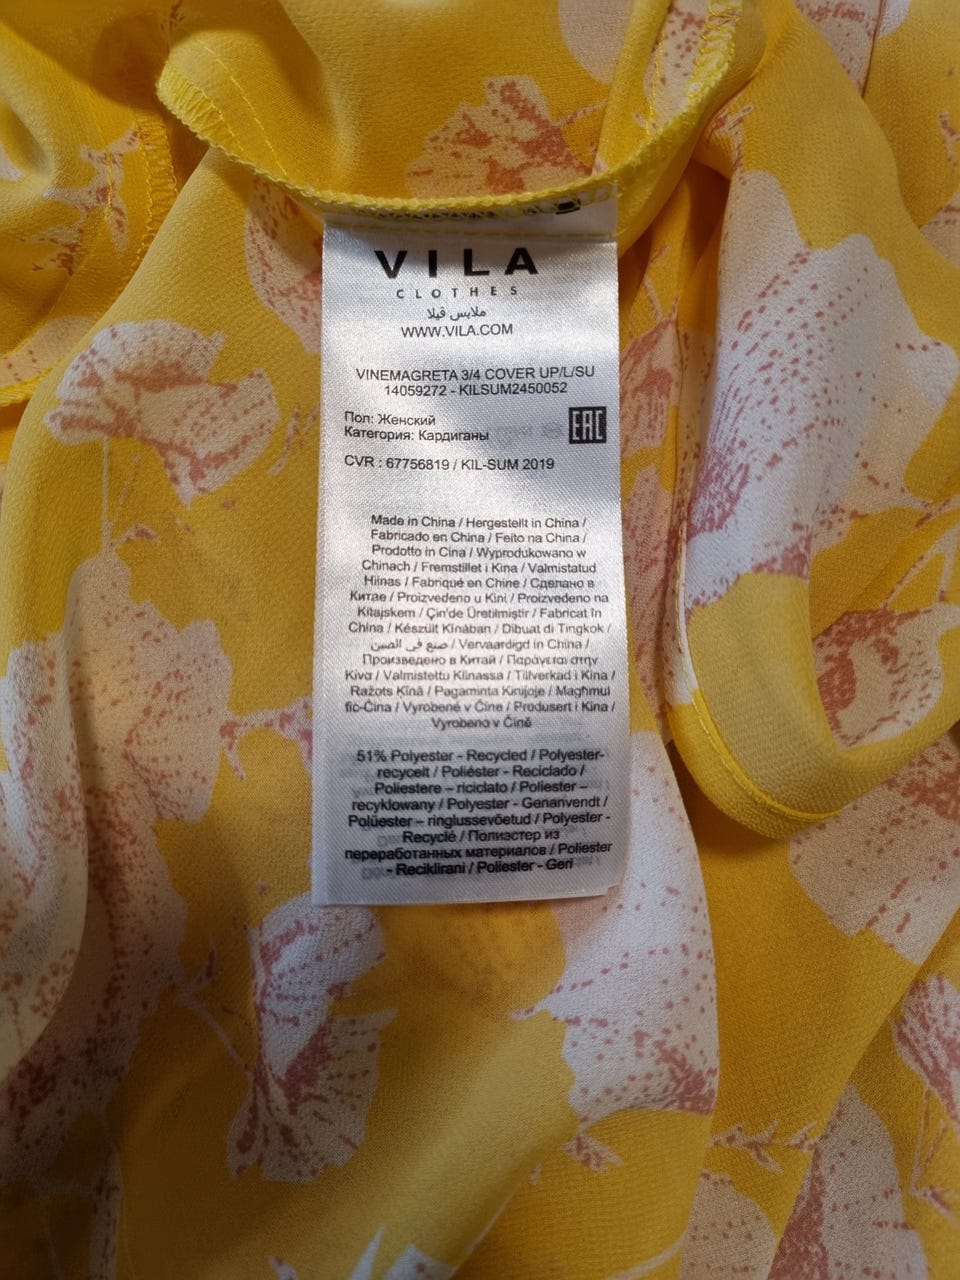 VILA
CLOTHES
ملابس فيلا
WWW.VILA.COM
VINEMAGRETA 3/4 COVER UP/L/SU
14059272 - KILSUM2450052
Пол: Женский
Категория: Кардиганы
EAC
CVR : 67756819 / KIL-SUM 2019
Made in China / Hergestellt in China /
Fabricado en China / Feito na China /
Prodotto in Cina / Wyprodukowano w
Chinach / Fremstillet i Kina / Valmistatud
Hiinas / Fabriqué en Chine / Сделано в
Китае / Proizvedeno u Kini / Proizvedeno na
Kitajskem / Çin'de Üretilmiştir / Fabricat în
China / Készült Kínában / Dibuat di Tingkok /
صنع في الصين / Vervaardigd in China /
Произведено в Китай / Παράγεται στην
Κίνα / Valmistettu Kiinassa / Tillverkad i Kina /
Ražots Ķīnā / Pagaminta Kinijoje / Magħmul
fiċ-Ċina / Vyrobené v Číne / Produsert i Kina /
Vyrobeno v Číně
51% Polyester - Recycled / Polyester-
recycelt / Poliéster - Reciclado /
Poliestere – riciclato / Poliester –
recyklowany / Polyester - Genanvendt /
Polüester – ringlussevõetud / Polyester -
Recyclé / Полиэстер из
переработанных материалов / Poliester
- Reciklirani / Poliester - Geri